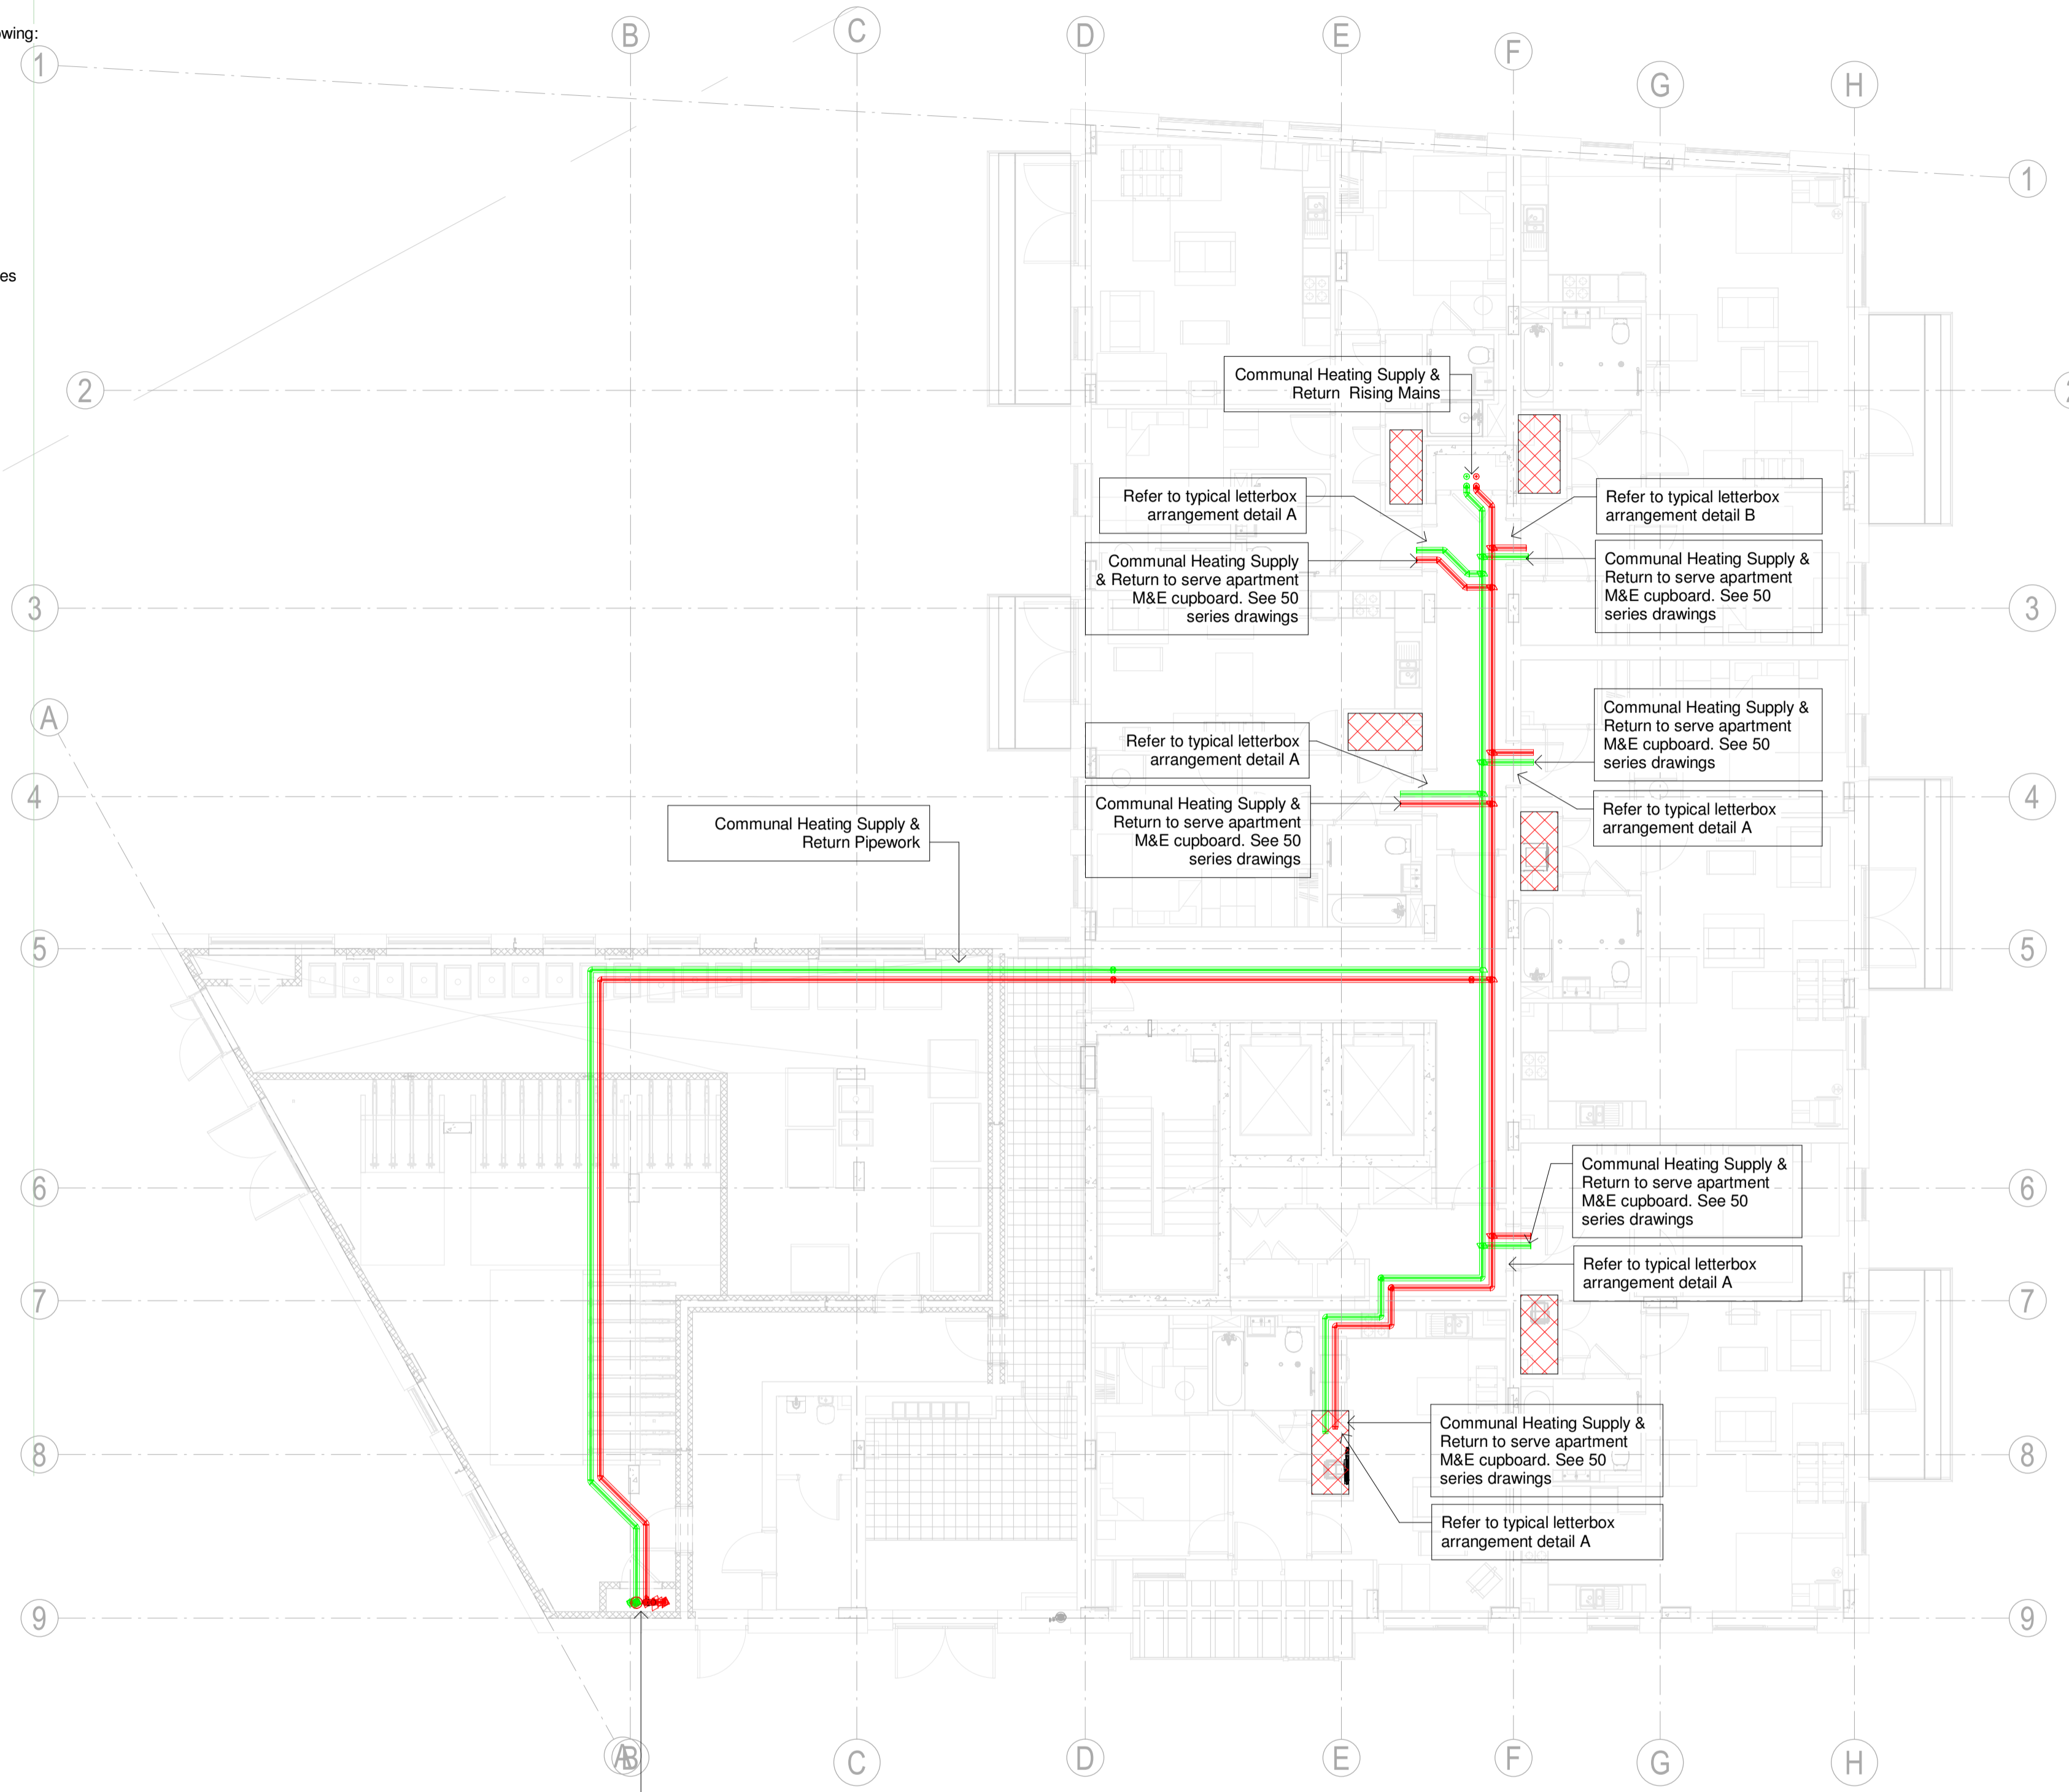 owing:
B
C
D
E
F
G
H
1
1
es
2
2
Communal Heating Supply &
Return Rising Mains
Refer to typical letterbox
arrangement detail A
Refer to typical letterbox
arrangement detail B
Communal Heating Supply
& Return to serve apartment
M&E cupboard. See 50
series drawings
Communal Heating Supply &
Return to serve apartment
M&E cupboard. See 50
series drawings
3
3
Communal Heating Supply &
Return to serve apartment
M&E cupboard. See 50
series drawings
A
Refer to typical letterbox
arrangement detail A
4
4
Communal Heating Supply &
Return to serve apartment
M&E cupboard. See 50
series drawings
Refer to typical letterbox
arrangement detail A
Communal Heating Supply &
Return Pipework
5
5
6
6
Communal Heating Supply &
Return to serve apartment
M&E cupboard. See 50
series drawings
Refer to typical letterbox
arrangement detail A
7
7
Communal Heating Supply &
Return to serve apartment
M&E cupboard. See 50
series drawings
8
8
Refer to typical letterbox
arrangement detail A
9
9
A
B
C
D
E
F
G
H